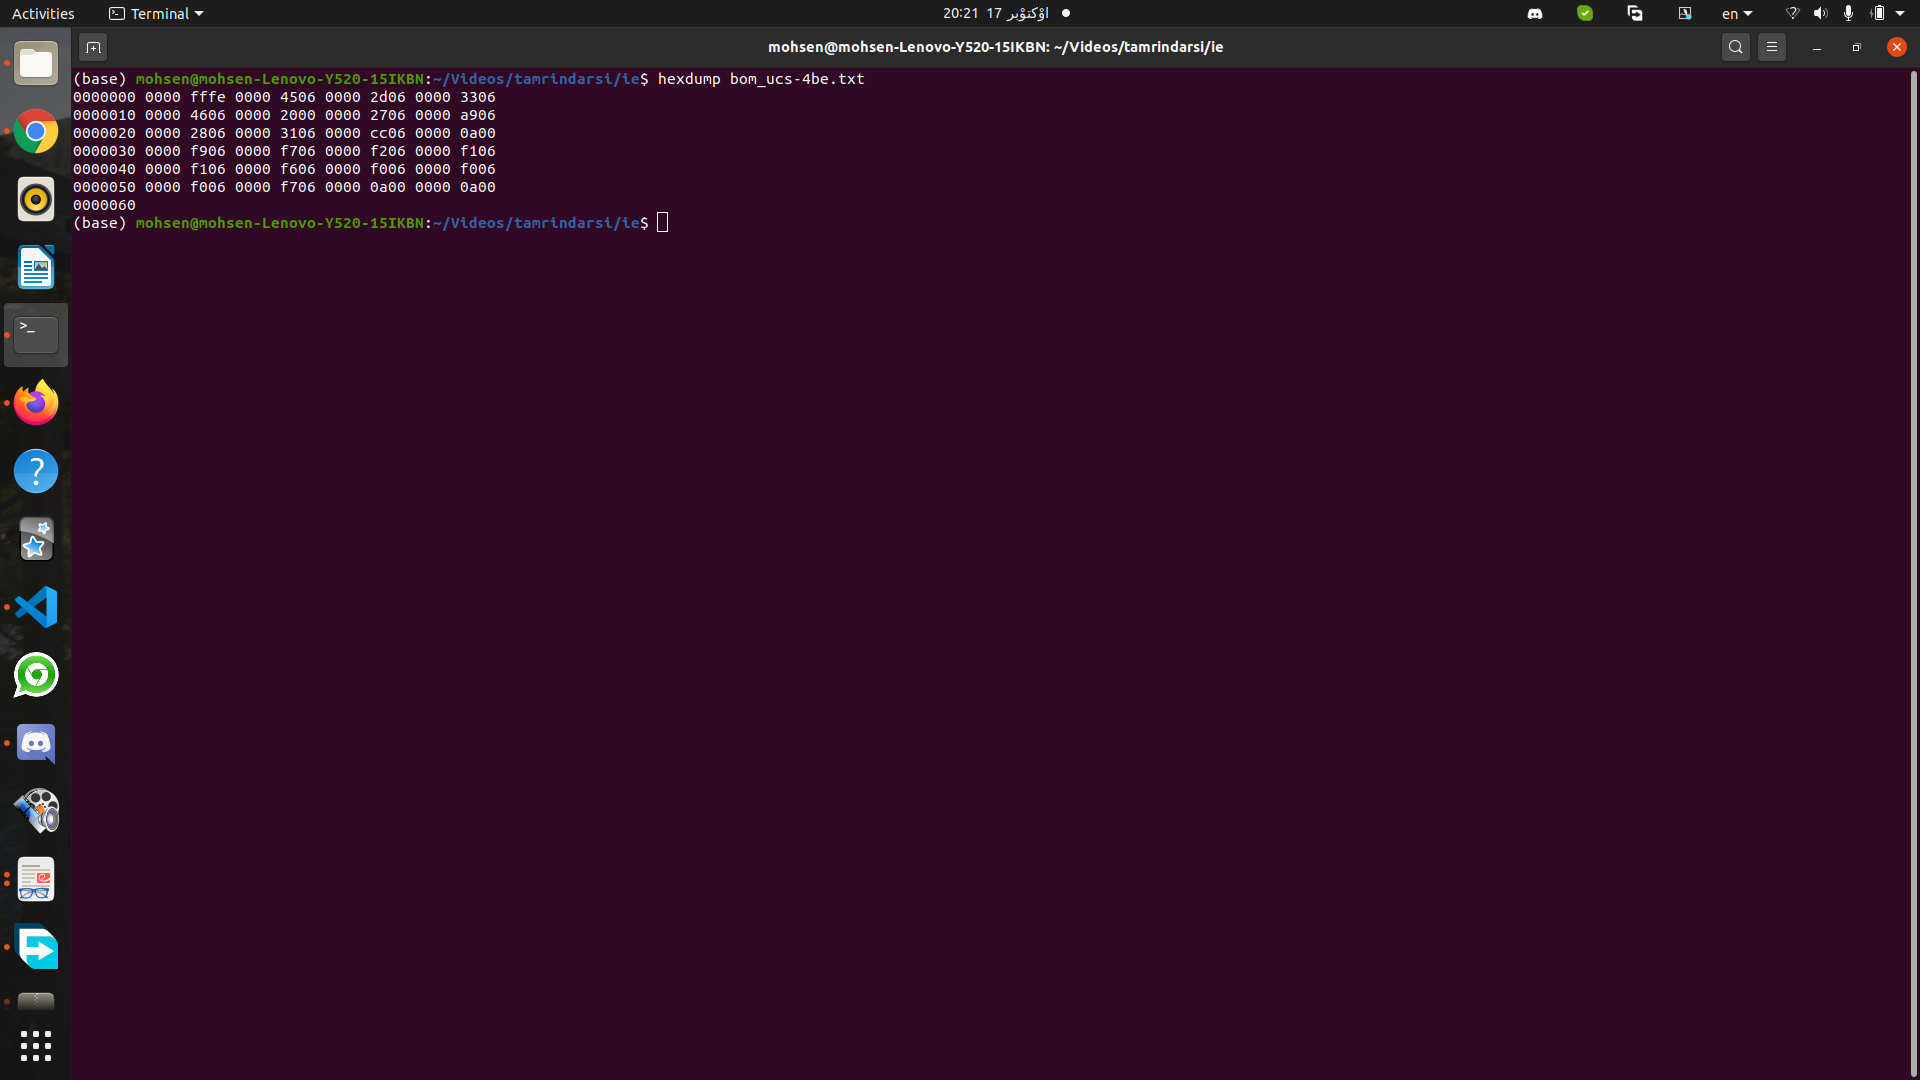 Activities Terminal 20:21 17 اۆکتۆبر en
mohsen@mohsen-Lenovo-Y520-15IKBN: ~/Videos/tamrindarsi/ie
(base) mohsen@mohsen-Lenovo-Y520-15IKBN:~/Videos/tamrindarsi/ie$ hexdump bom_ucs-4be.txt
0000000 0000 fffe 0000 4506 0000 2d06 0000 3306
0000010 0000 4606 0000 2000 0000 2706 0000 a906
0000020 0000 2806 0000 3106 0000 cc06 0000 0a00
0000030 0000 f906 0000 f706 0000 f206 0000 f106
0000040 0000 f106 0000 f606 0000 f006 0000 f006
0000050 0000 f006 0000 f706 0000 0a00 0000 0a00
0000060
(base) mohsen@mohsen-Lenovo-Y520-15IKBN:~/Videos/tamrindarsi/ie$